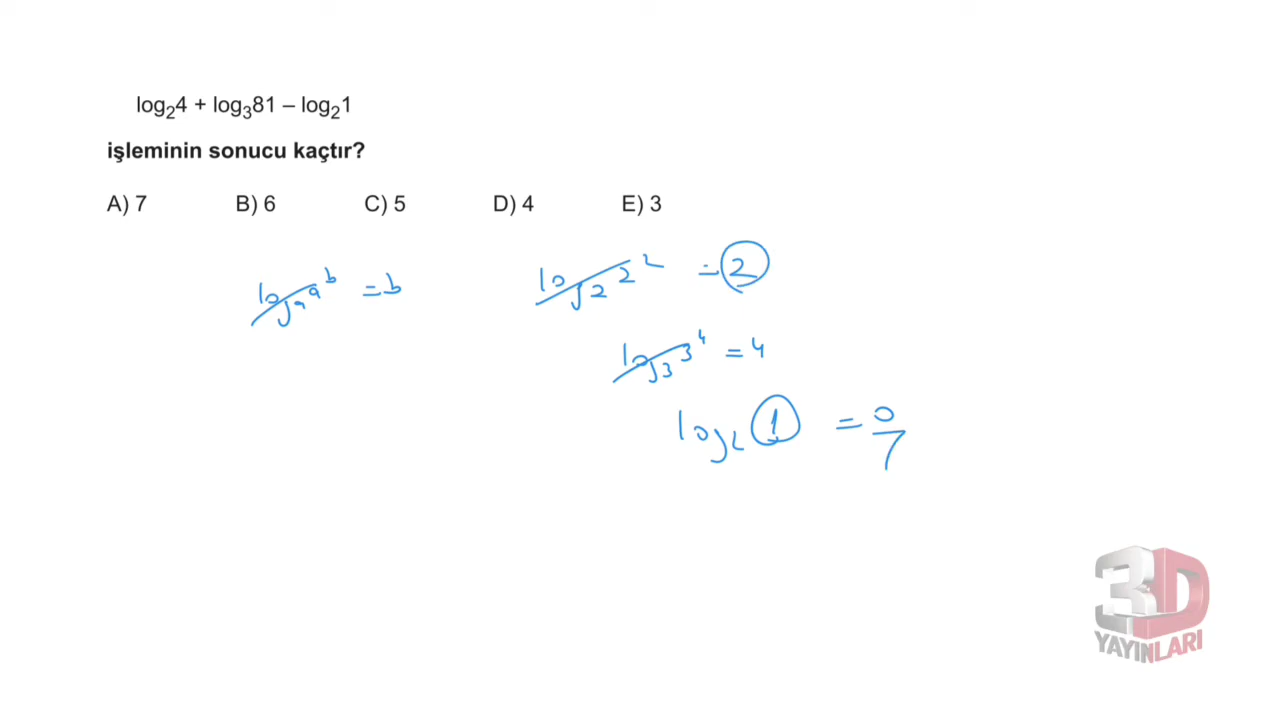 log₂4 + log₃81 – log₂1
işleminin sonucu kaçtır?
A) 7 B) 6 C) 5 D) 4 E) 3
logₐaᵇ = b
log₂2² = 2
log₃3⁴ = 4
log₂1 = 0
7
3D
YAYINLARI